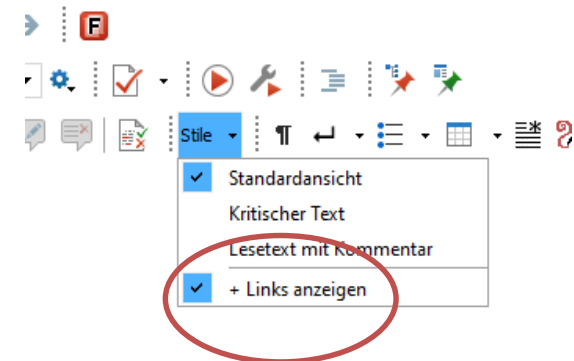 F
Stile
¶
Standardansicht
Kritischer Text
Lesetext mit Kommentar
+ Links anzeigen